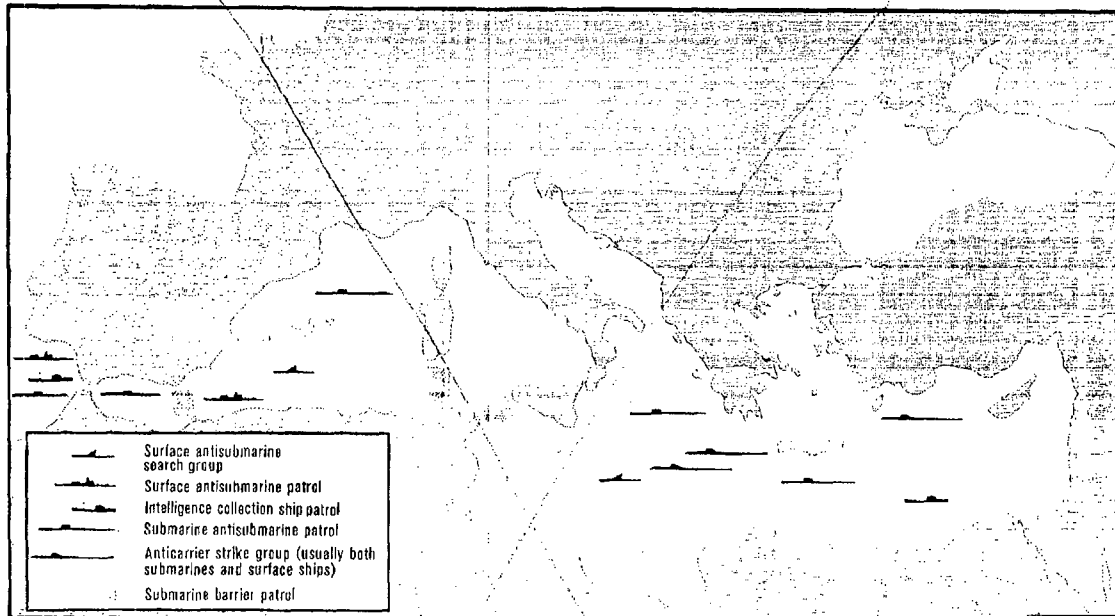 Surface antisubmarine
search group
Surface antisubmarine patrol
Intelligence collection ship patrol
Submarine antisubmarine patrol
Anticarrier strike group (usually both
submarines and surface ships)
Submarine barrier patrol